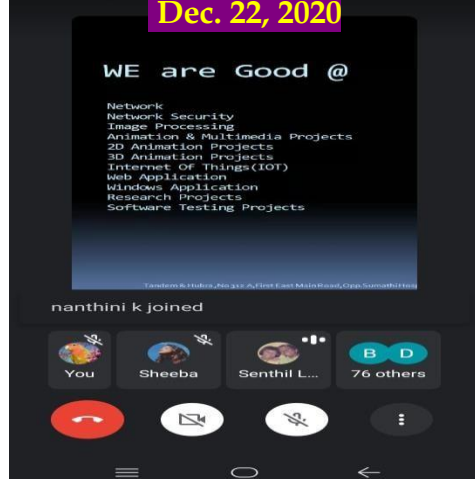 Dec. 22, 2020
WE are Good @
Network
Network Security
Image Processing
Animation & Multimedia Projects
2D Animation Projects
3D Animation Projects
Internet Of Things(IOT)
Web Application
Windows Application
Research Projects
Software Testing Projects
Tandem & Hubra,No 312 A,First East Main Road,Opp.Sumathi
nanthini k joined
You
Sheeba
Senthil L...
B D
76 others